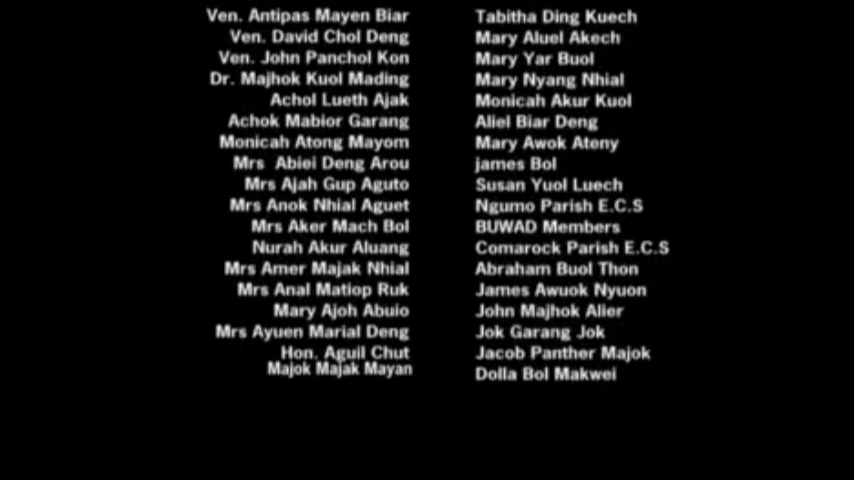 Ven. Antipas Mayen Biar
Ven. David Chol Deng
Ven. John Panchol Kon
Dr. Majhok Kuol Mading
Achol Lueth Ajak
Achok Mabior Garang
Monicah Atong Mayom
Mrs Abiei Deng Arou
Mrs Ajah Gup Aguto
Mrs Anok Nhial Aguet
Mrs Aker Mach Bol
Nurah Akur Aluang
Mrs Amer Majak Nhial
Mrs Anal Matiop Ruk
Mary Ajoh Abuio
Mrs Ayuen Marial Deng
Hon. Aguil Chut
Majok Majak Mayan
Tabitha Ding Kuech
Mary Aluel Akech
Mary Yar Buol
Mary Nyang Nhial
Monicah Akur Kuol
Aliel Biar Deng
Mary Awok Ateny
james Bol
Susan Yuol Luech
Ngumo Parish E.C.S
BUWAD Members
Comarock Parish E.C.S
Abraham Buol Thon
James Awuok Nyuon
John Majhok Alier
Jok Garang Jok
Jacob Panther Majok
Dolla Bol Makwei